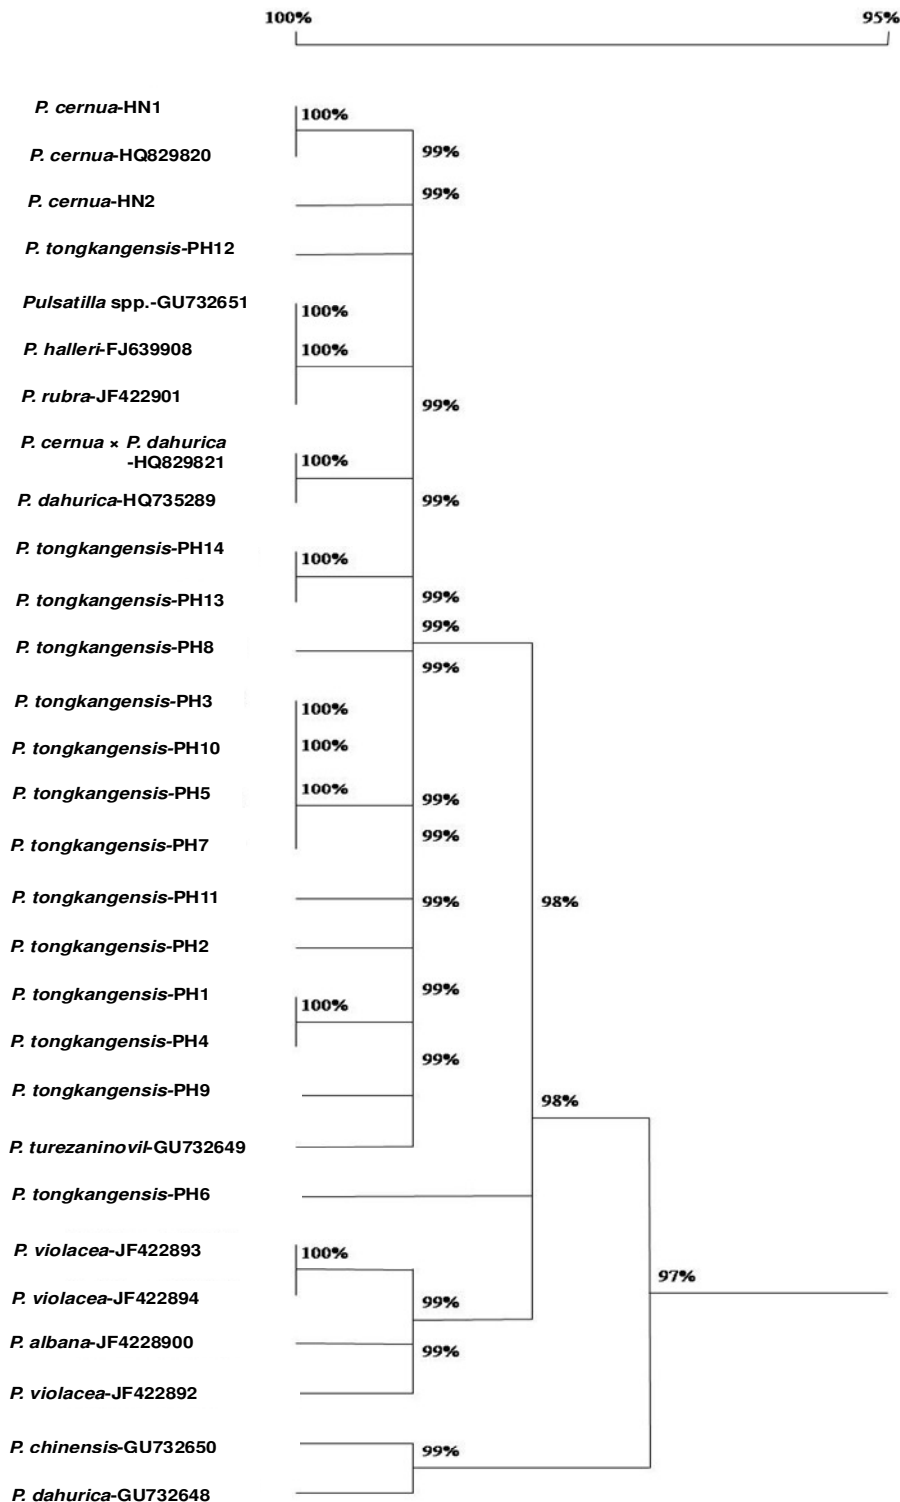 100% 95%
P. cernua-HN1
100%
P. cernua-HQ829820
99%
P. cernua-HN2
99%
P. tongkangensis-PH12
Pulsatilla spp.-GU732651
100%
P. halleri-FJ639908
100%
P. rubra-JF422901
99%
P. cernua × P. dahurica
-HQ829821
100%
P. dahurica-HQ735289
99%
P. tongkangensis-PH14
100%
P. tongkangensis-PH13
99%
99%
P. tongkangensis-PH8
99%
P. tongkangensis-PH3
100%
P. tongkangensis-PH10
100%
P. tongkangensis-PH5
100%
99%
P. tongkangensis-PH7
99%
P. tongkangensis-PH11
99%
98%
P. tongkangensis-PH2
P. tongkangensis-PH1
99%
100%
P. tongkangensis-PH4
99%
P. tongkangensis-PH9
98%
P. turezaninovil-GU732649
P. tongkangensis-PH6
P. violacea-JF422893
100%
97%
P. violacea-JF422894
99%
P. albana-JF4228900
99%
P. violacea-JF422892
P. chinensis-GU732650
99%
P. dahurica-GU732648